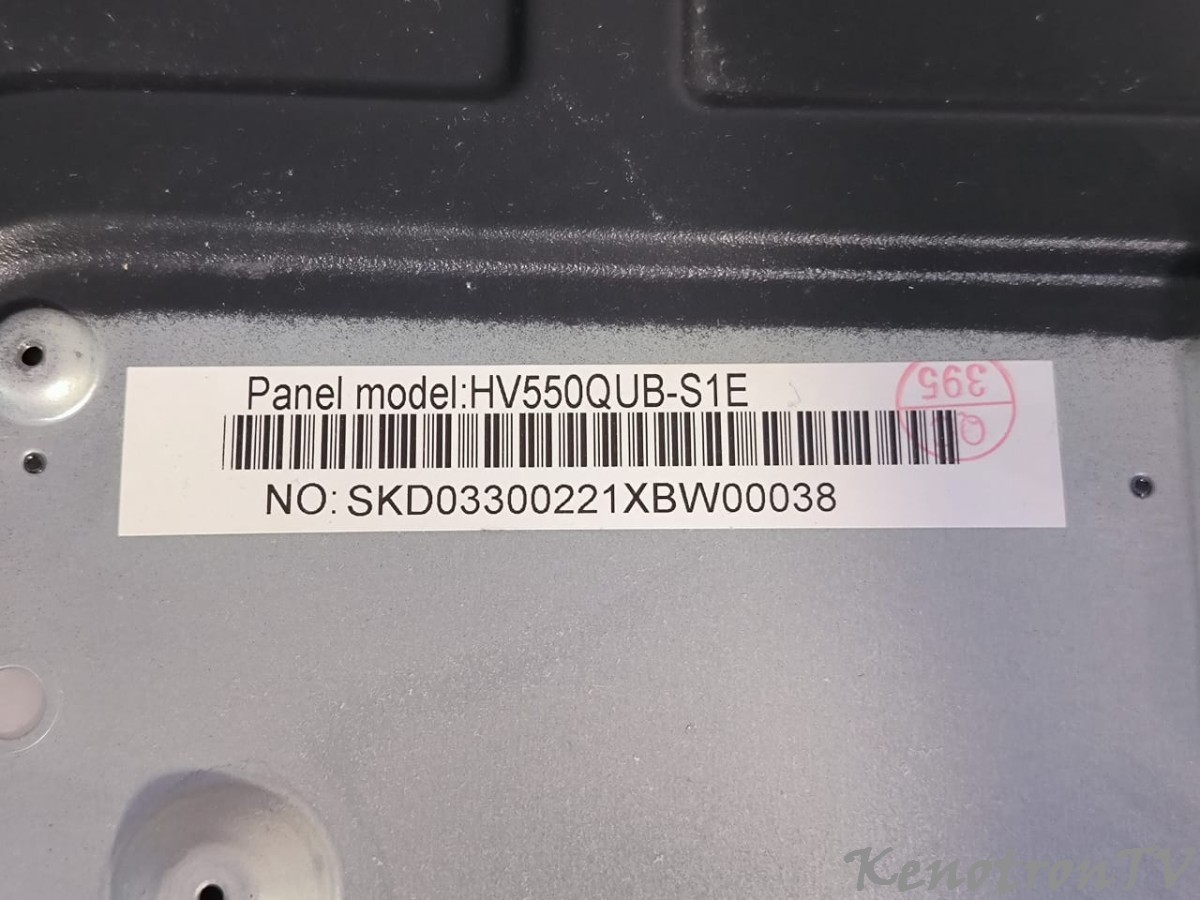 Panel model:HV550QUB-S1E
395
NO: SKD03300221XBW00038
KenotronTV